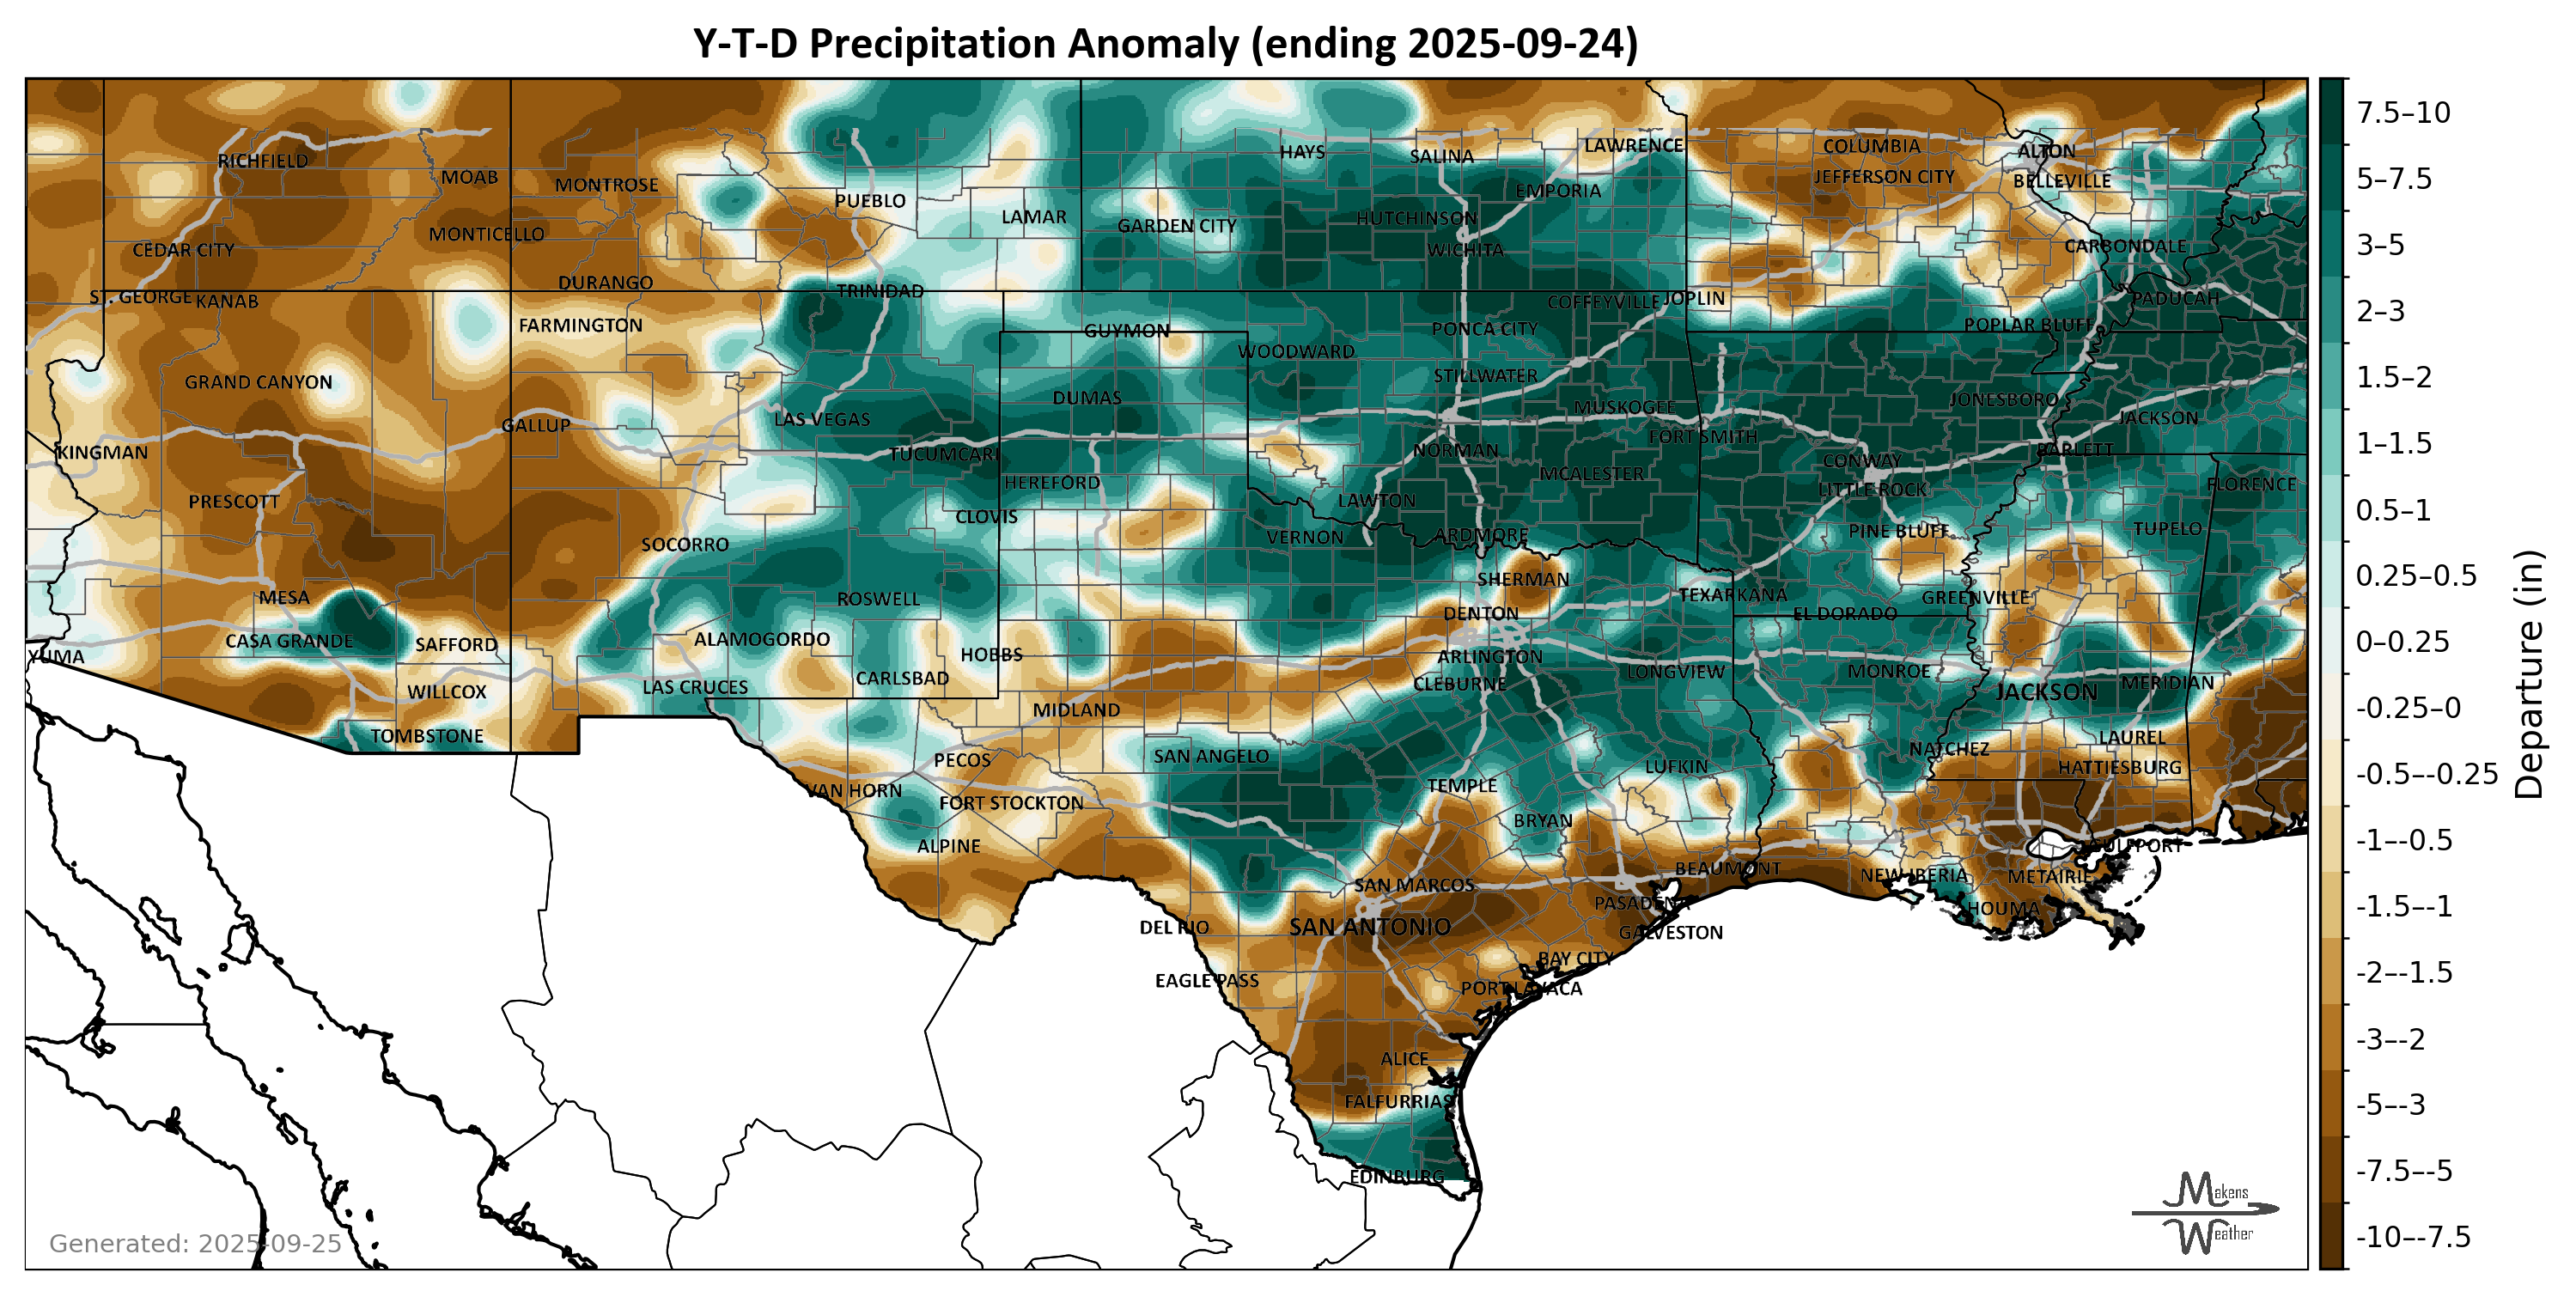 Y-T-D Precipitation Anomaly (ending 2025-09-24)
RICHFIELD
MOAB
MONTROSE
PUEBLO
LAMAR
HAYS
SALINA
LAWRENCE
COLUMBIA
ALTON
JEFFERSON CITY
BELLEVILLE
EMPORIA
GARDEN CITY
HUTCHINSON
WICHITA
MONTICELLO
CEDAR CITY
CARBONDALE
DURANGO
TRINIDAD
ST. GEORGE
KANAB
COFFEYVILLE
JOPLIN
PADUCAH
FARMINGTON
GUYMON
PONCA CITY
POPLAR BLUFF
WOODWARD
GRAND CANYON
STILLWATER
DUMAS
MUSKOGEE
JONESBORO
LAS VEGAS
GALLUP
JACKSON
FORT SMITH
KINGMAN
TUCUMCARI
NORMAN
BARLETT
CONWAY
MCALESTER
HEREFORD
FLORENCE
LITTLE ROCK
PRESCOTT
LAWTON
CLOVIS
PINE BLUFF
TUPELO
SOCORRO
VERNON
ARDMORE
SHERMAN
MESA
ROSWELL
TEXARKANA
GREENVILLE
DENTON
EL DORADO
CASA GRANDE
SAFFORD
ALAMOGORDO
YUMA
HOBBS
ARLINGTON
LONGVIEW
MONROE
CARLSBAD
CLEBURNE
MERIDIAN
LAS CRUCES
WILLCOX
JACKSON
MIDLAND
TOMBSTONE
LAUREL
NATCHEZ
SAN ANGELO
PECOS
LUFKIN
HATTIESBURG
TEMPLE
VAN HORN
FORT STOCKTON
BRYAN
ALPINE
GULFPORT
BEAUMONT
NEW IBERIA
METAIRIE
SAN MARCOS
PASADENA
HOUMA
DEL RIO
SAN ANTONIO
GALVESTON
BAY CITY
EAGLE PASS
PORT LAVACA
ALICE
FALFURRIAS
EDINBURG
Generated: 2025-09-25
Makens
Weather
7.5–10
5–7.5
3–5
2–3
1.5–2
1–1.5
0.5–1
0.25–0.5
0–0.25
-0.25–0
-0.5–-0.25
-1–-0.5
-1.5–-1
-2–-1.5
-3–-2
-5–-3
-7.5–-5
-10–-7.5
Departure (in)